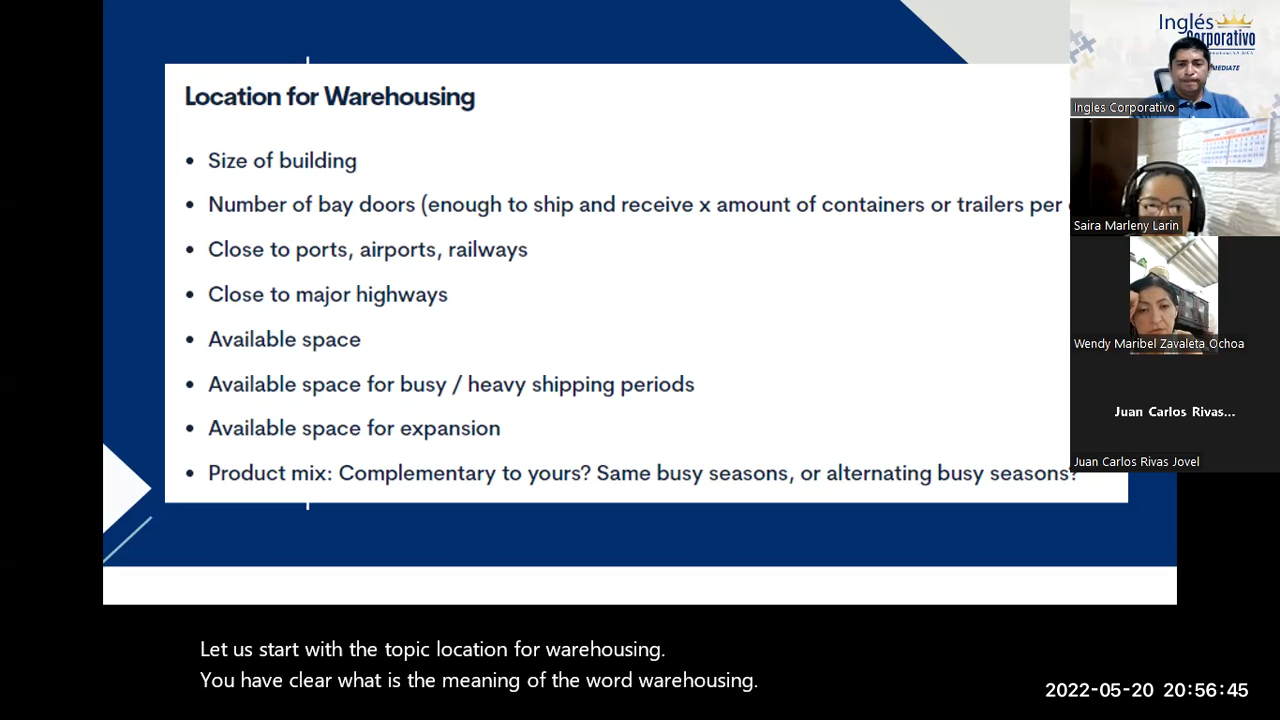 Location for Warehousing
• Size of building
• Number of bay doors (enough to ship and receive x amount of containers or trailers per
• Close to ports, airports, railways
• Close to major highways
• Available space
• Available space for busy / heavy shipping periods
• Available space for expansion
• Product mix: Complementary to yours? Same busy seasons, or alternating busy seasons?
Inglés
Corporativo
Ingles Corporativo
Saira Marleny Larin
Wendy Maribel Zavaleta Ochoa
Juan Carlos Rivas...
Juan Carlos Rivas Jovel
Let us start with the topic location for warehousing.
You have clear what is the meaning of the word warehousing.
2022-05-20 20:56:45